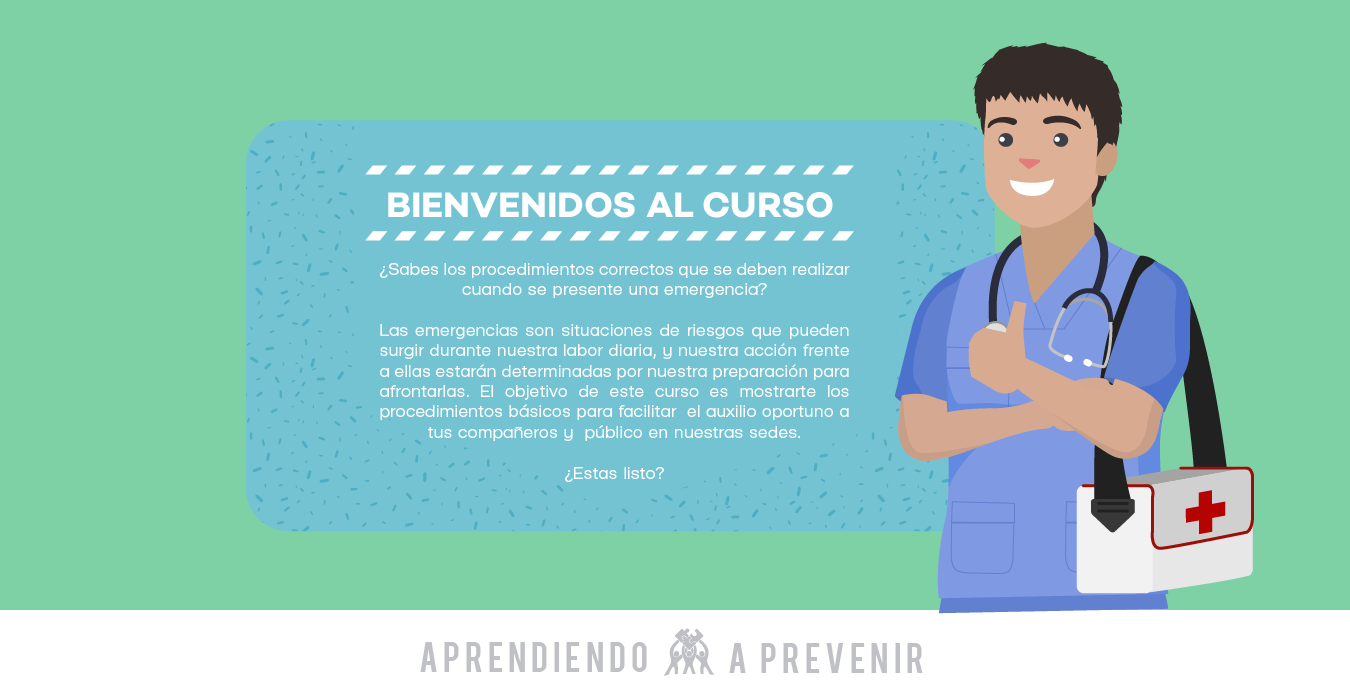 BIENVENIDOS AL CURSO
¿Sabes los procedimientos correctos que se deben realizar
cuando se presente una emergencia?
Las emergencias son situaciones de riesgos que pueden
surgir durante nuestra labor diaria, y nuestra acción frente
a ellas estarán determinadas por nuestra preparación para
afrontarlas. El objetivo de este curso es mostrarte los
procedimientos básicos para facilitar el auxilio oportuno a
tus compañeros y público en nuestras sedes.
¿Estas listo?
APRENDIENDO A PREVENIR